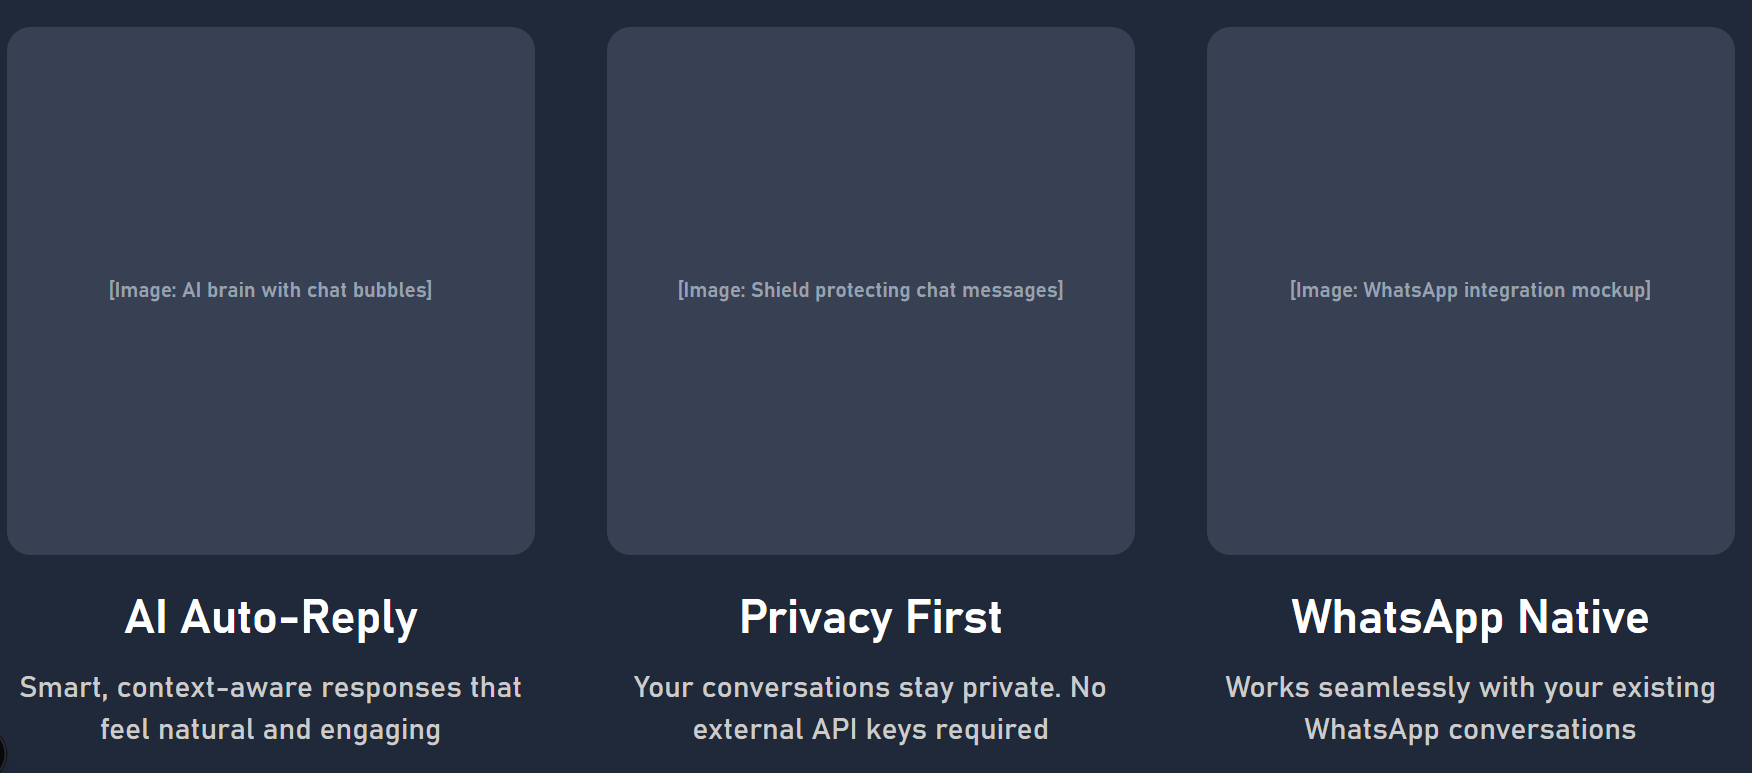 [Image: AI brain with chat bubbles]
[Image: Shield protecting chat messages]
[Image: WhatsApp integration mockup]
AI Auto-Reply
Smart, context-aware responses that
feel natural and engaging
Privacy First
Your conversations stay private. No
external API keys required
WhatsApp Native
Works seamlessly with your existing
WhatsApp conversations